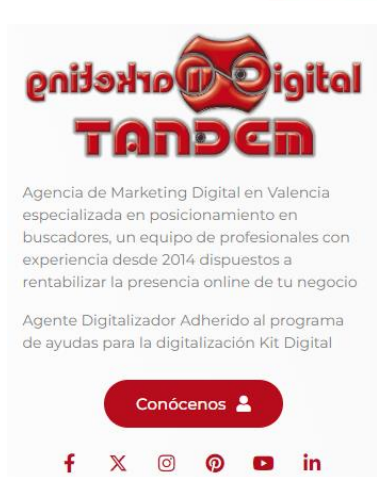 Marketing Digital
TANDEM
Agencia de Marketing Digital en Valencia
especializada en posicionamiento en
buscadores, un equipo de profesionales con
experiencia desde 2014 dispuestos a
rentabilizar la presencia online de tu negocio
Agente Digitalizador Adherido al programa
de ayudas para la digitalización Kit Digital
Conócenos